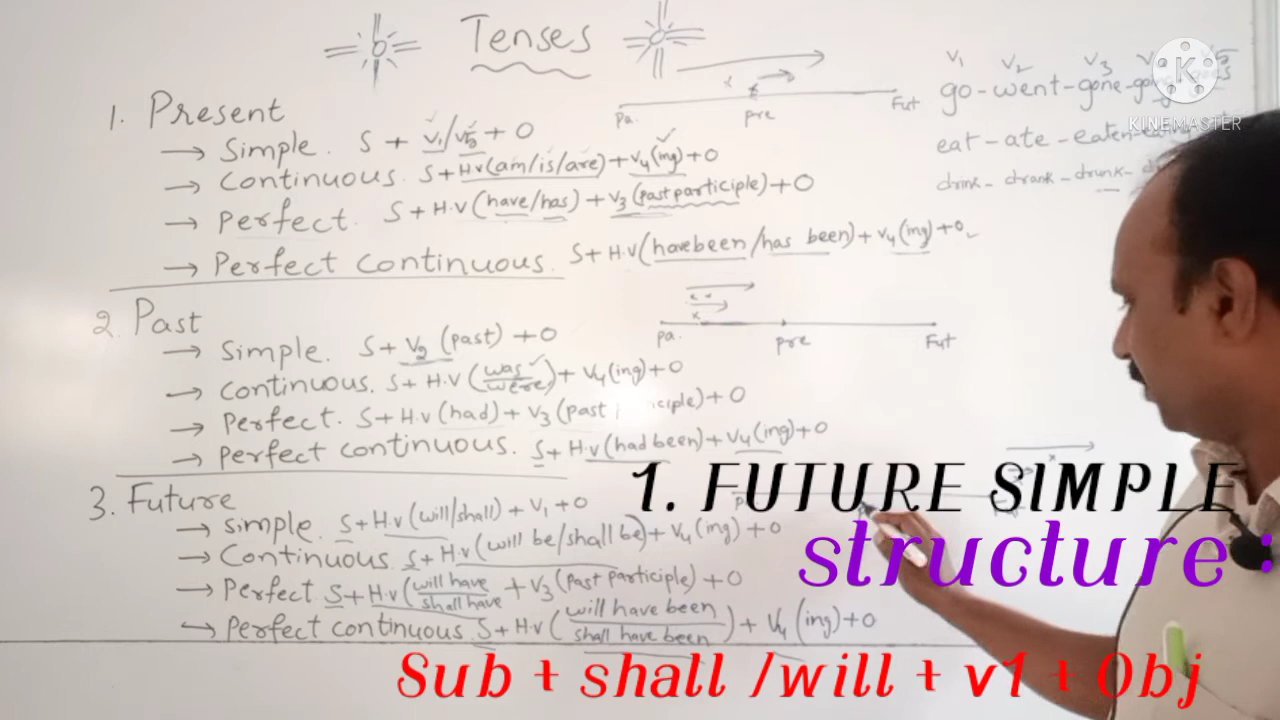 Tenses
1. Present
→ Simple. S + V1/V5 + O
→ Continuous. S+H.V(am/is/are)+V4(ing)+O
→ Perfect. S+H.V(have/has)+V3(past participle)+O
→ Perfect continuous. S+H.V(have been/has been)+V4(ing)+O
Pa. pre Fut
V1 V2 V3
go-went-gone-going
eat-ate-eaten-
drink-drank-drunk-
KINEMASTER
2. Past
→ Simple. S+V2 (past)+O
→ Continuous. S+H.V(was/were)+V4(ing)+O
→ Perfect. S+H.V(had)+V3(past ciple)+O
→ Perfect continuous. S+H.V(had been)+V4(ing)+O
Pa. pre Fut
3. Future
→ Simple. S+H.V(will/shall)+V1+O
→ Continuous S+H.V(will be/shall be)+V4(ing)+O
→ Perfect S+H.V(will have/shall have+V3(past participle)+O
→ Perfect continuous. S+H.V(will have been/shall have been)+V4(ing)+O
1. FUTURE SIMPLE
structure :
Sub + shall /will + v1 + Obj